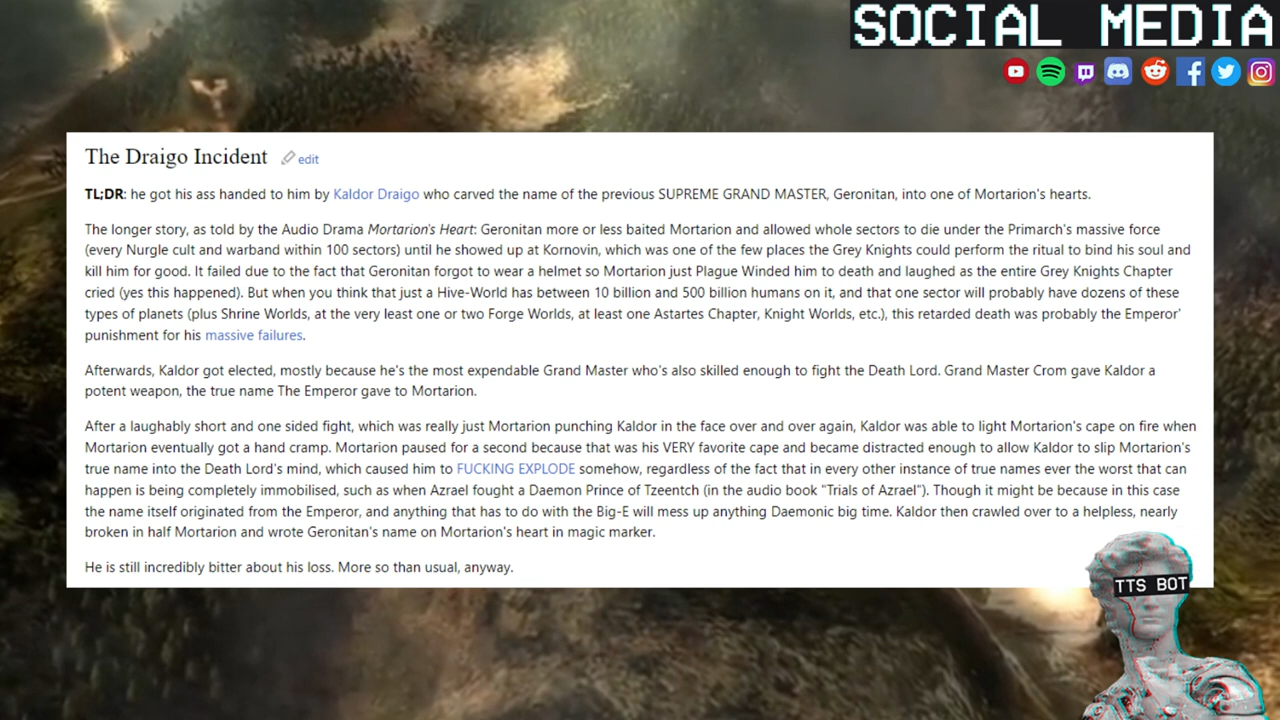 SOCIAL MEDIA
The Draigo Incident edit
TL;DR: he got his ass handed to him by Kaldor Draigo who carved the name of the previous SUPREME GRAND MASTER, Geronitan, into one of Mortarion's hearts.
The longer story, as told by the Audio Drama Mortarion's Heart: Geronitan more or less baited Mortarion and allowed whole sectors to die under the Primarch's massive force
(every Nurgle cult and warband within 100 sectors) until he showed up at Kornovin, which was one of the few places the Grey Knights could perform the ritual to bind his soul and
kill him for good. It failed due to the fact that Geronitan forgot to wear a helmet so Mortarion just Plague Winded him to death and laughed as the entire Grey Knights Chapter
cried (yes this happened). But when you think that just a Hive-World has between 10 billion and 500 billion humans on it, and that one sector will probably have dozens of these
types of planets (plus Shrine Worlds, at the very least one or two Forge Worlds, at least one Astartes Chapter, Knight Worlds, etc.), this retarded death was probably the Emperor'
punishment for his massive failures.
Afterwards, Kaldor got elected, mostly because he's the most expendable Grand Master who's also skilled enough to fight the Death Lord. Grand Master Crom gave Kaldor a
potent weapon, the true name The Emperor gave to Mortarion.
After a laughably short and one sided fight, which was really just Mortarion punching Kaldor in the face over and over again, Kaldor was able to light Mortarion's cape on fire when
Mortarion eventually got a hand cramp. Mortarion paused for a second because that was his VERY favorite cape and became distracted enough to allow Kaldor to slip Mortarion's
true name into the Death Lord's mind, which caused him to FUCKING EXPLODE somehow, regardless of the fact that in every other instance of true names ever the worst that can
happen is being completely immobilised, such as when Azrael fought a Daemon Prince of Tzeentch (in the audio book "Trials of Azrael"). Though it might be because in this case
the name itself originated from the Emperor, and anything that has to do with the Big-E will mess up anything Daemonic big time. Kaldor then crawled over to a helpless, nearly
broken in half Mortarion and wrote Geronitan's name on Mortarion's heart in magic marker.
He is still incredibly bitter about his loss. More so than usual, anyway.
TTS BOT